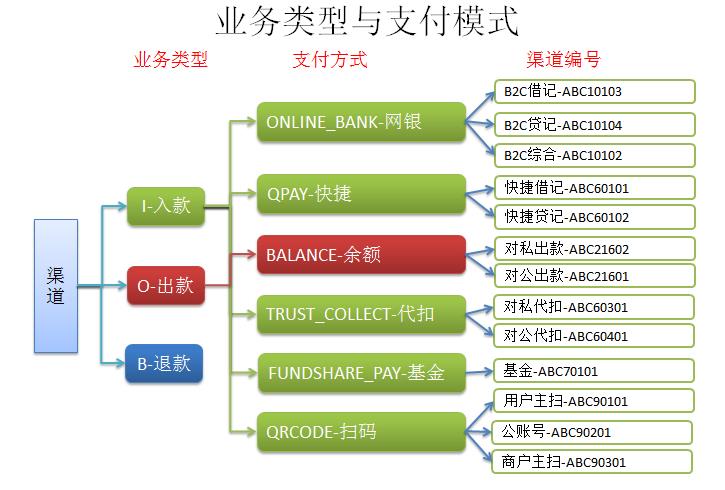 业务类型与支付模式
业务类型
支付方式
渠道编号
渠道
I-入款
O-出款
B-退款
ONLINE_BANK-网银
B2C借记-ABC10103
B2C贷记-ABC10104
B2C综合-ABC10102
QPAY-快捷
快捷借记-ABC60101
快捷贷记-ABC60102
BALANCE-余额
对私出款-ABC21602
对公出款-ABC21601
TRUST_COLLECT-代扣
对私代扣-ABC60301
对公代扣-ABC60401
FUNDSHARE_PAY-基金
基金-ABC70101
QRCODE-扫码
用户主扫-ABC90101
公账号-ABC90201
商户主扫-ABC90301